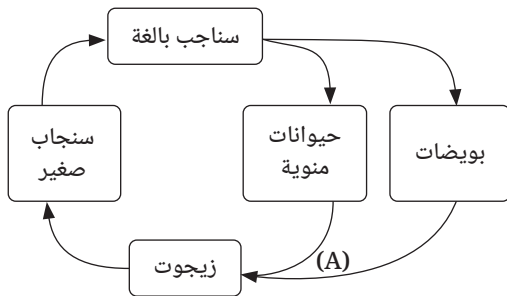 سناجب بالغة
بويضات
حيوانات
منوية
سنجاب
صغير
(A)
زيجوت